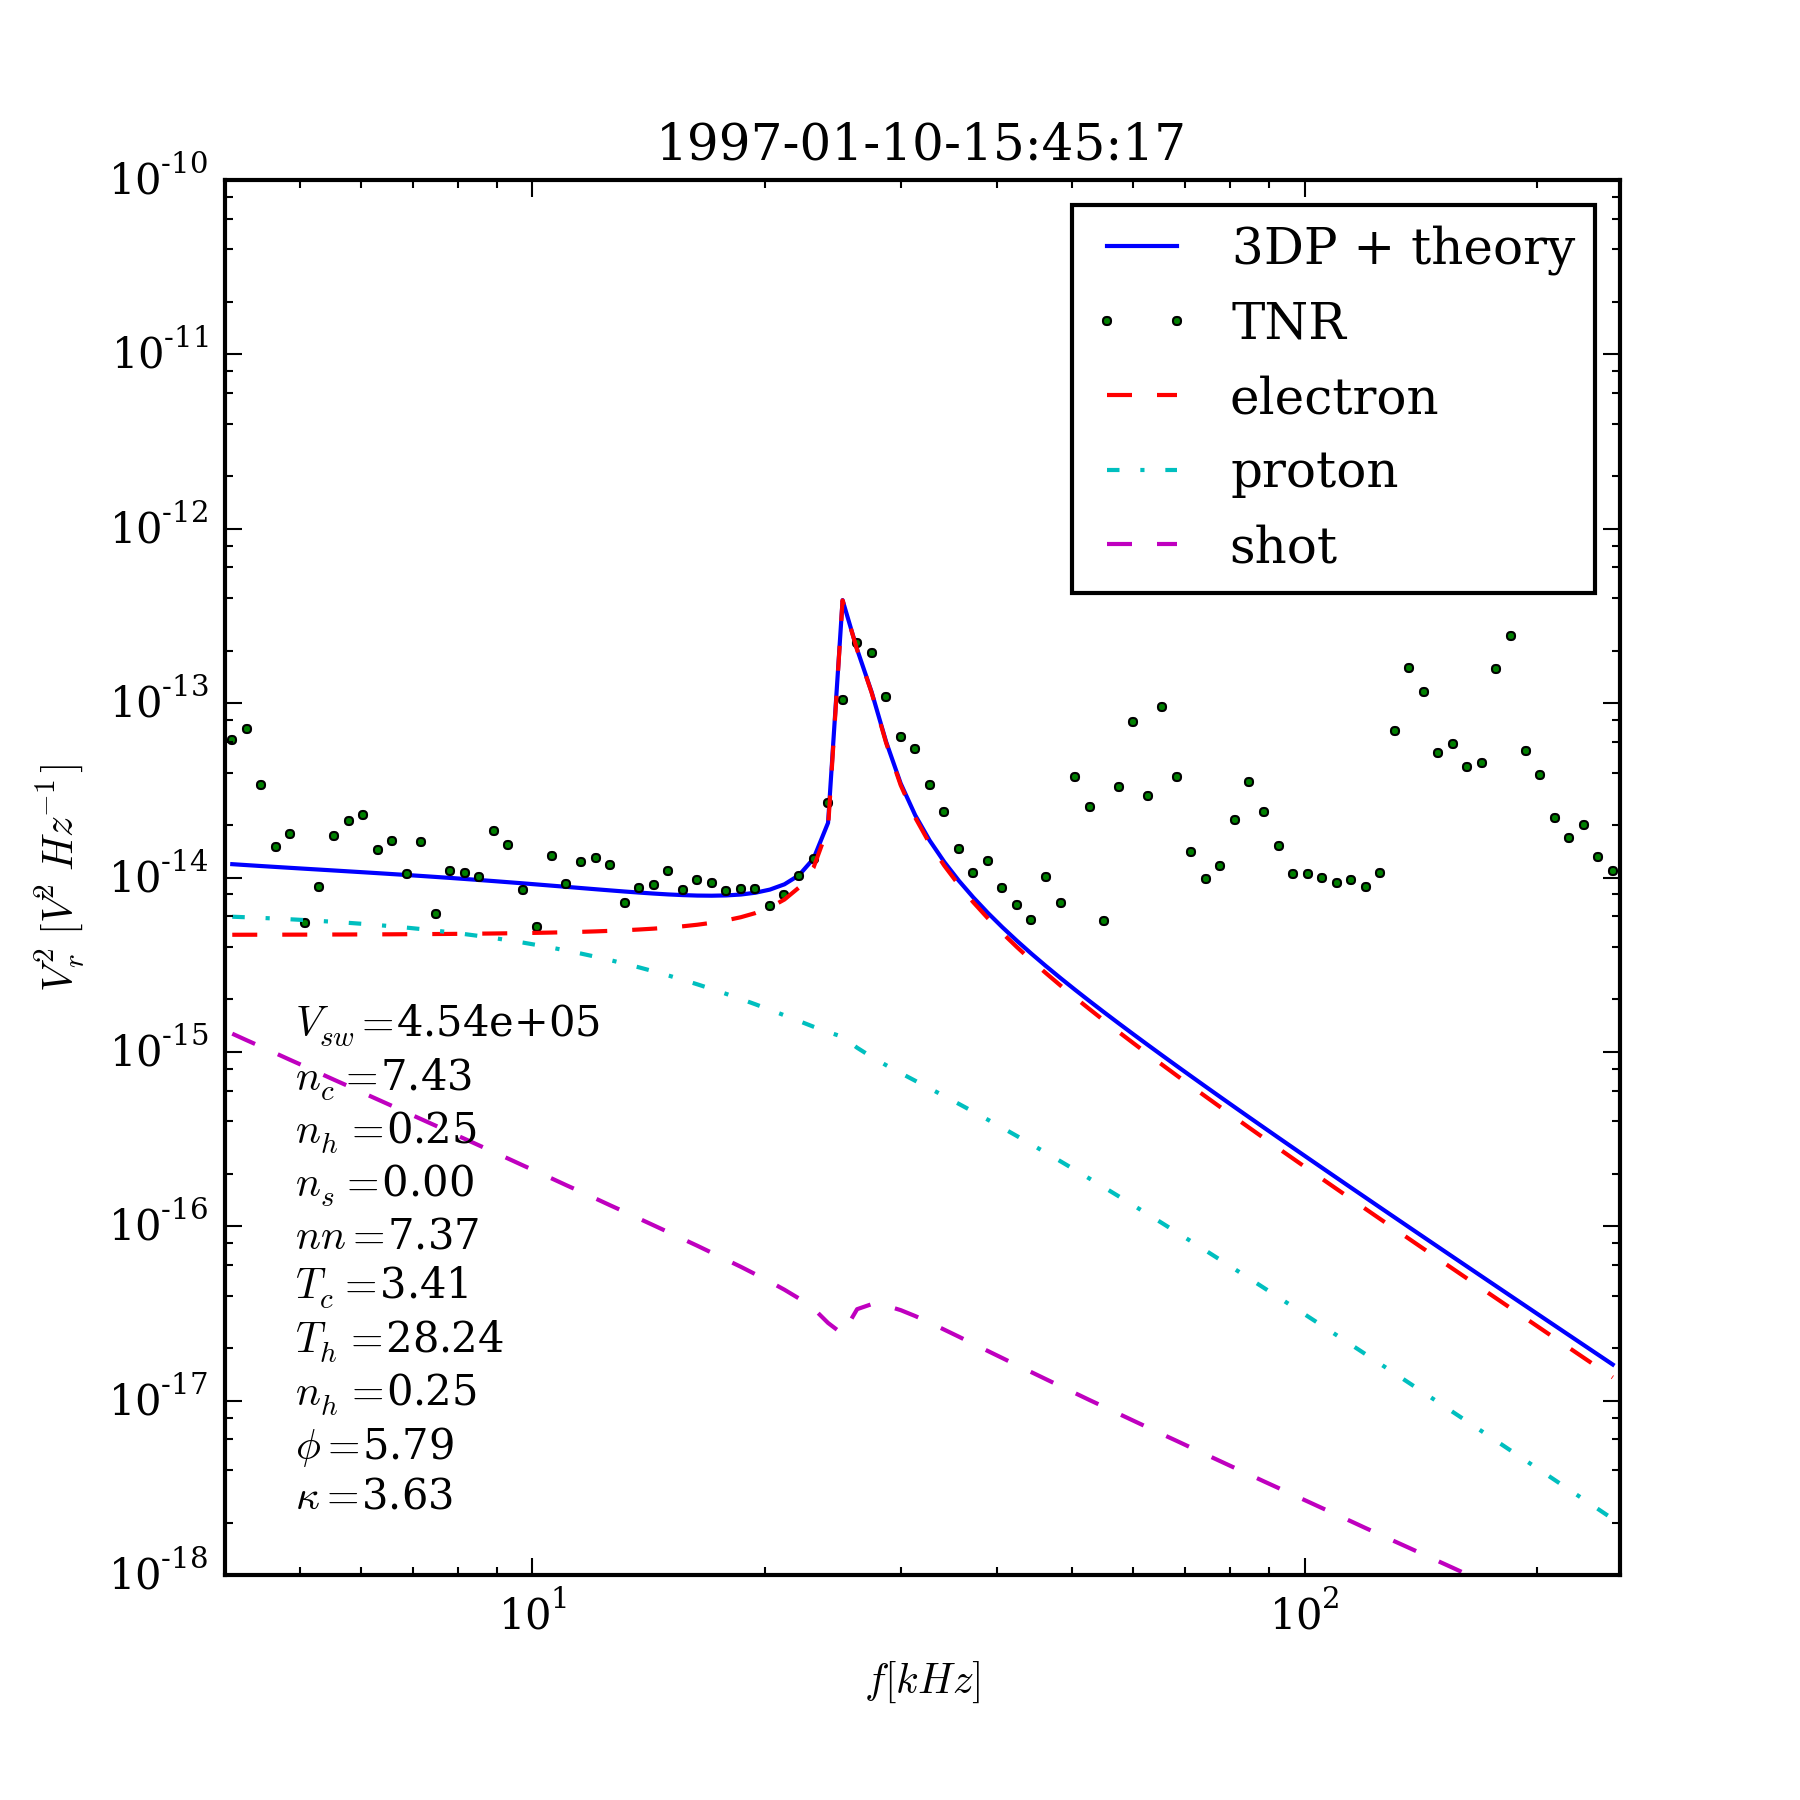 1997-01-10-15:45:17
10^-10
10^-11
10^-12
10^-13
10^-14
10^-15
10^-16
10^-17
10^-18
V_r^2 [V^2 Hz^-1]
3DP + theory
TNR
electron
proton
shot
V_sw=4.54e+05
n_c=7.43
n_h=0.25
n_s=0.00
nn=7.37
T_c=3.41
T_h=28.24
n_h=0.25
ϕ=5.79
κ=3.63
10^1
10^2
f[kHz]